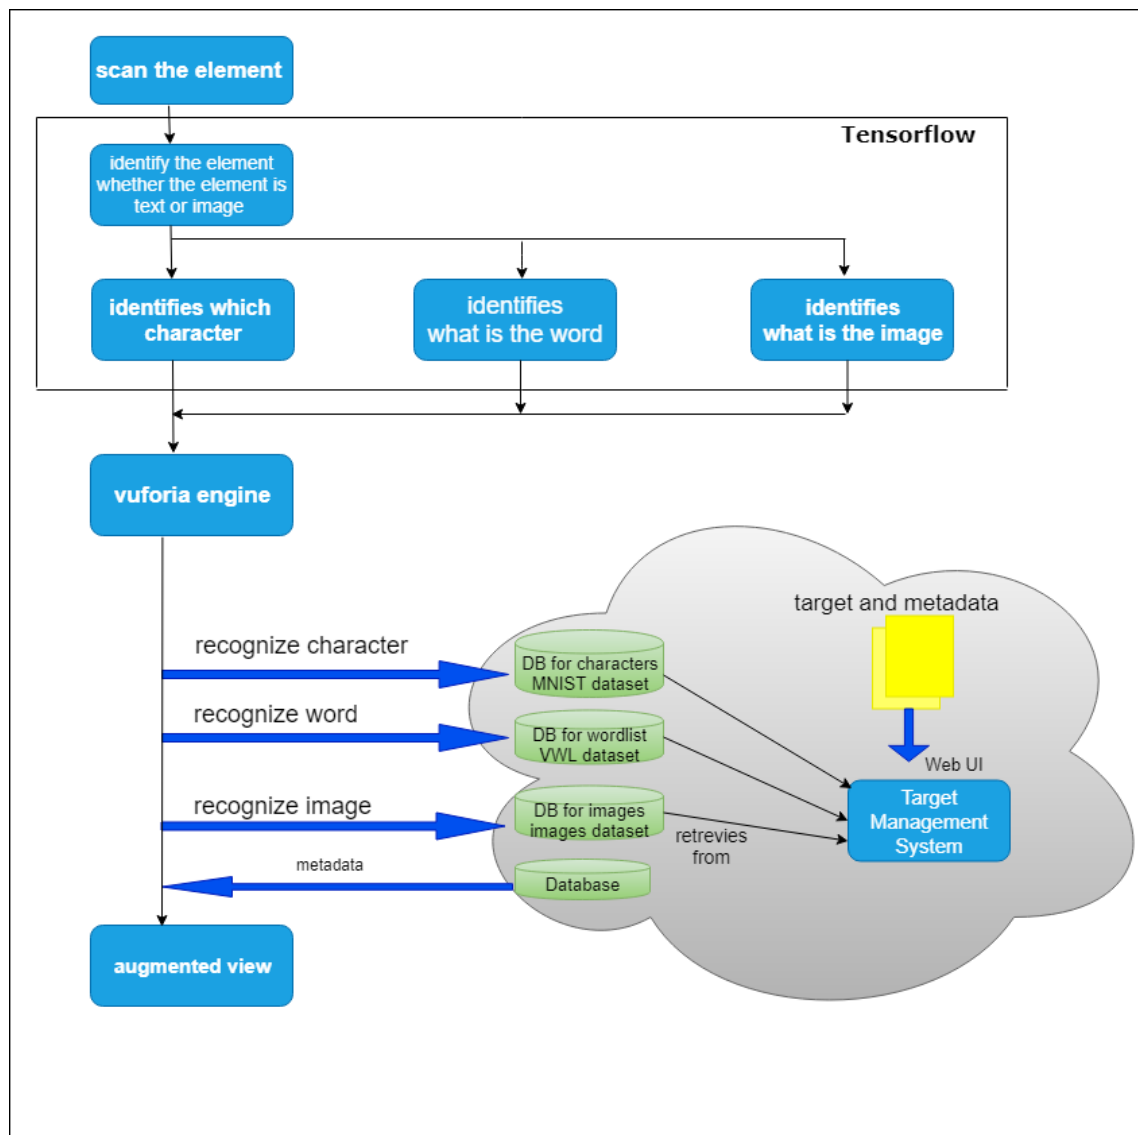 scan the element
Tensorflow
identify the element
whether the element is
text or image
identifies which
character
identifies
what is the word
identifies
what is the image
vuforia engine
target and metadata
recognize character
DB for characters
MNIST dataset
recognize word
DB for wordlist
VWL dataset
Web UI
recognize image
DB for images
images dataset
retrevies
from
Target
Management
System
metadata
Database
augmented view